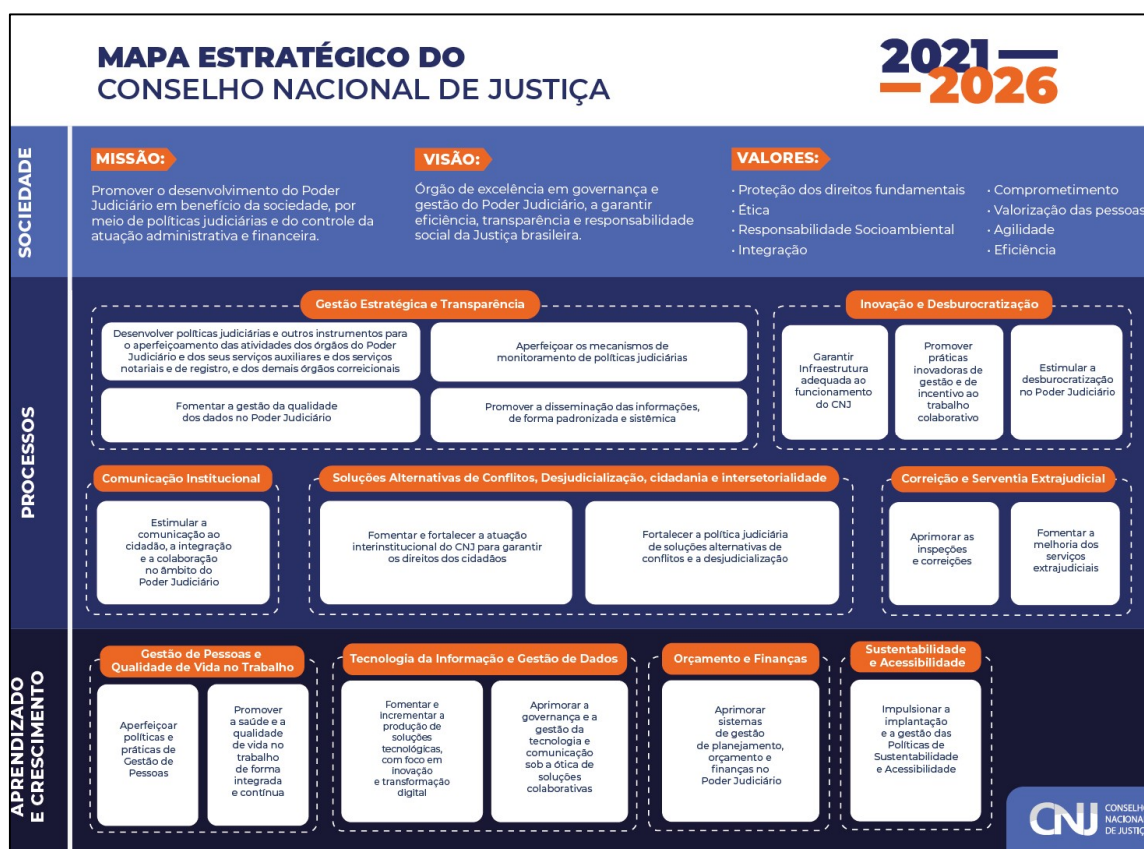 MAPA ESTRATÉGICO DO
CONSELHO NACIONAL DE JUSTIÇA
2021
2026
SOCIEDADE
MISSÃO:
Promover o desenvolvimento do Poder
Judiciário em benefício da sociedade, por
meio de políticas judiciárias e do controle da
atuação administrativa e financeira.
VISÃO:
Órgão de excelência em governança e
gestão do Poder Judiciário, a garantir
eficiência, transparência e responsabilidade
social da Justiça brasileira.
VALORES:
· Proteção dos direitos fundamentais
· Ética
· Responsabilidade Socioambiental
· Integração
· Comprometimento
· Valorização das pessoas
· Agilidade
· Eficiência
PROCESSOS
Gestão Estratégica e Transparência
Desenvolver políticas judiciárias e outros instrumentos para
o aperfeiçoamento das atividades dos órgãos do Poder
Judiciário e dos seus serviços auxiliares e dos serviços
notariais e de registro, e dos demais órgãos correicionais
Aperfeiçoar os mecanismos de
monitoramento de políticas judiciárias
Fomentar a gestão da qualidade
dos dados no Poder Judiciário
Promover a disseminação das informações,
de forma padronizada e sistêmica
Inovação e Desburocratização
Garantir
Infraestrutura
adequada ao
funcionamento
do CNJ
Promover
práticas
inovadoras de
gestão e de
incentivo ao
trabalho
colaborativo
Estimular a
desburocratização
no Poder Judiciário
Comunicação Institucional
Estimular a
comunicação ao
cidadão, a integração
e a colaboração
no âmbito do
Poder Judiciário
Soluções Alternativas de Conflitos, Desjudicialização, cidadania e intersetorialidade
Fomentar e fortalecer a atuação
interinstitucional do CNJ para garantir
os direitos dos cidadãos
Fortalecer a política judiciária
de soluções alternativas de
conflitos e a desjudicialização
Correição e Serventia Extrajudicial
Aprimorar as
inspeções
e correições
Fomentar a
melhoria dos
serviços
extrajudiciais
APRENDIZADO
E CRESCIMENTO
Gestão de Pessoas e
Qualidade de Vida no Trabalho
Aperfeiçoar
políticas e
práticas de
Gestão de
Pessoas
Promover
a saúde e a
qualidade
de vida no
trabalho
de forma
integrada
e contínua
Tecnologia da Informação e Gestão de Dados
Fomentar e
incrementar a
produção de
soluções
tecnológicas,
com foco em
inovação
e transformação
digital
Aprimorar a
governança e a
gestão da
tecnologia e
comunicação
sob a ótica de
soluções
colaborativas
Orçamento e Finanças
Aprimorar
sistemas
de gestão
de planejamento,
orçamento e
finanças no
Poder Judiciário
Sustentabilidade
e Acessibilidade
Impulsionar a
implantação
e a gestão das
Políticas de
Sustentabilidade
e Acessibilidade
CNJ
CONSELHO
NACIONAL
DE JUSTIÇA